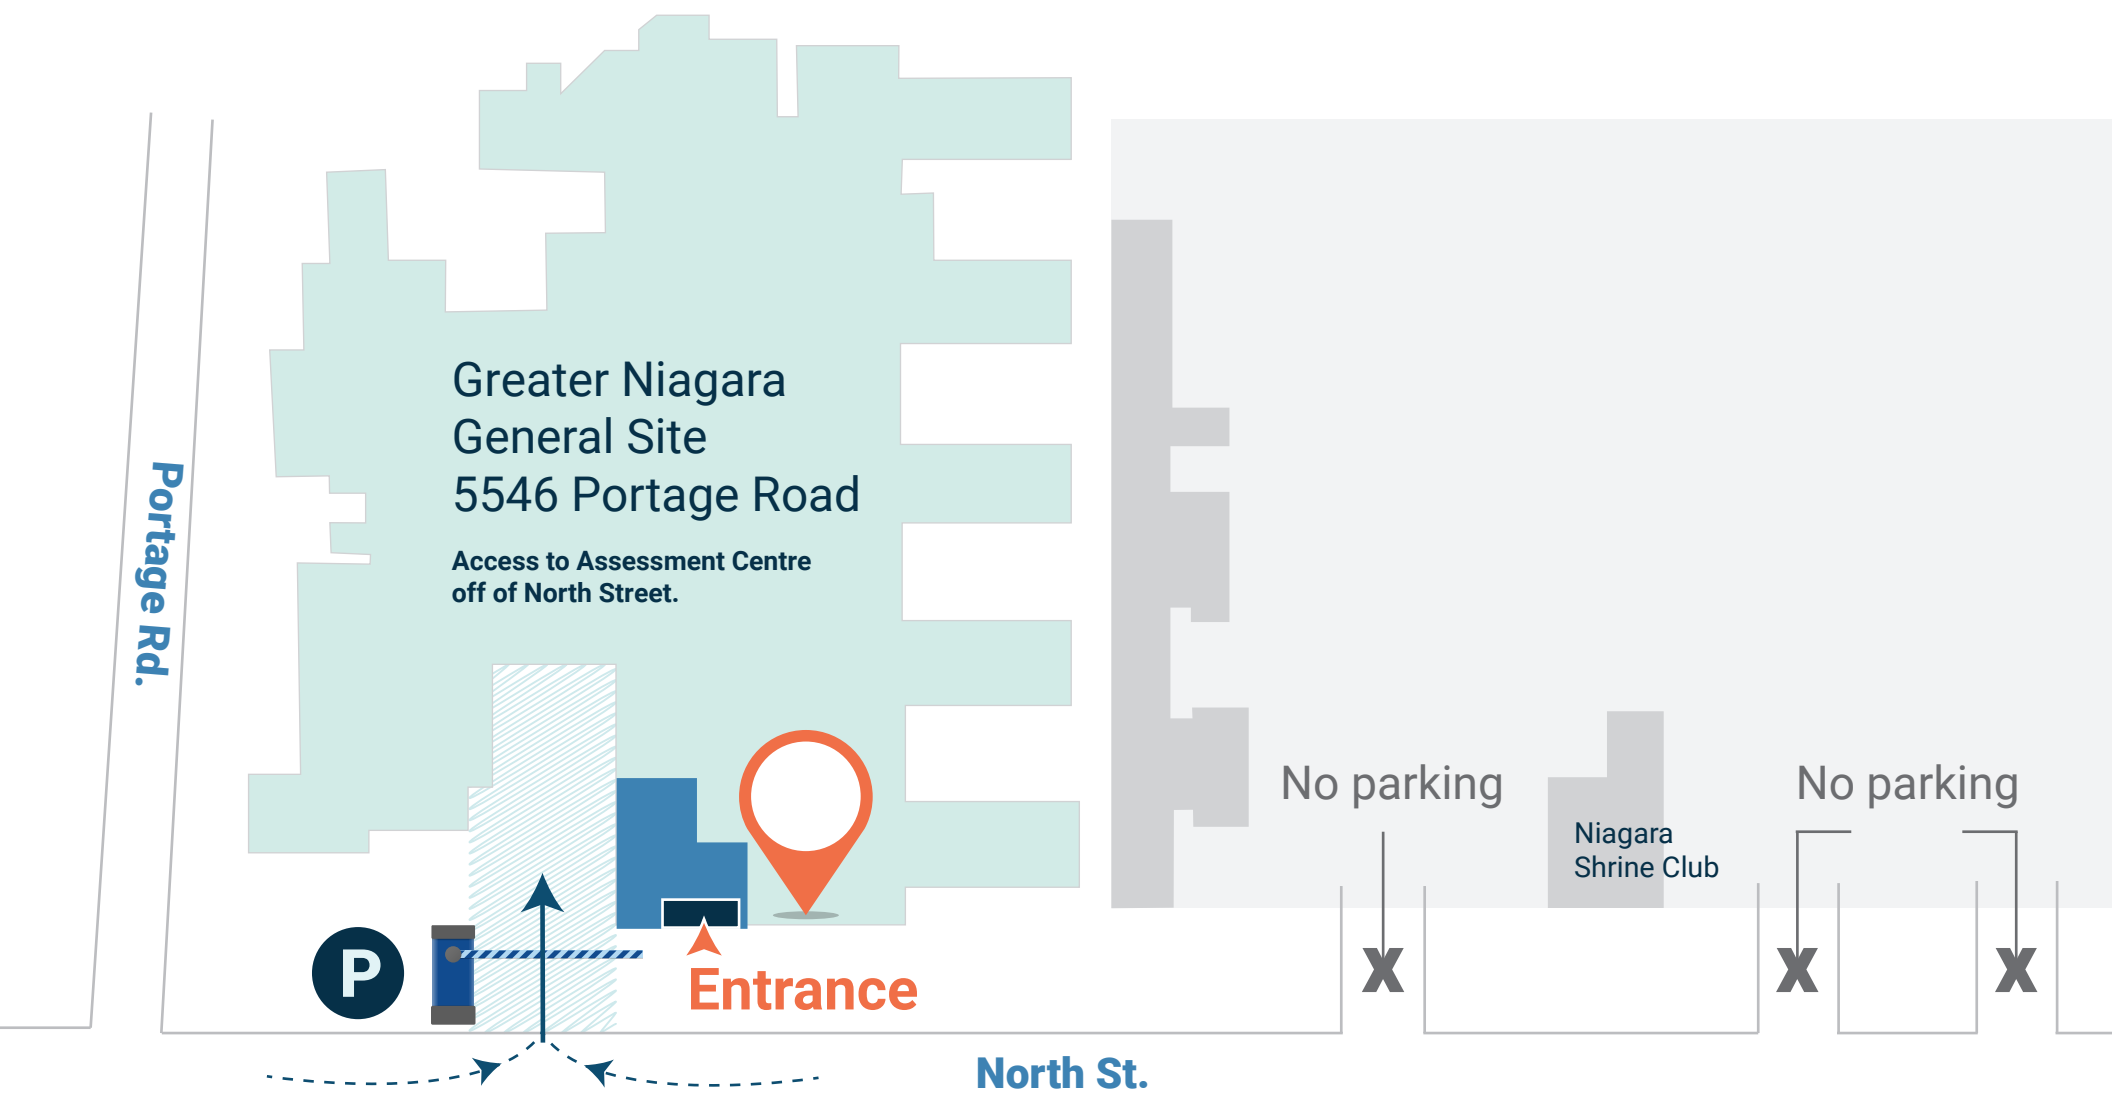 Greater Niagara
General Site
5546 Portage Road
Access to Assessment Centre
off of North Street.
Portage Rd.
No parking
No parking
Niagara
Shrine Club
P
Entrance
X
X
X
North St.